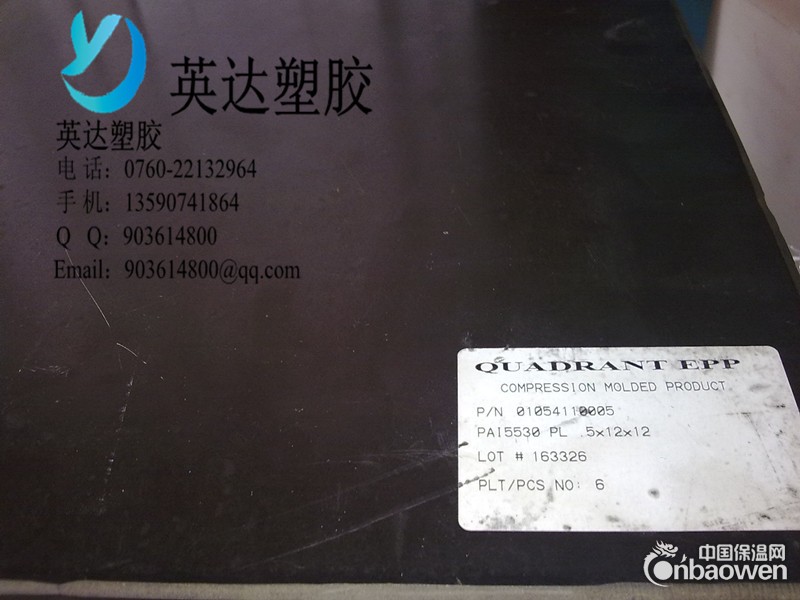 英达塑胶
英达塑胶
电 话：0760-22132964
手 机：13590741864
Q Q：903614800
Email：903614800@qq.com
QUADRANT EPP
COMPRESSION MOLDED PRODUCT
P/N 01054110005
PAI5530 PL .5x12x12
LOT # 163326
PLT/PCS NO: 6
中国保温网
Cnbaowen